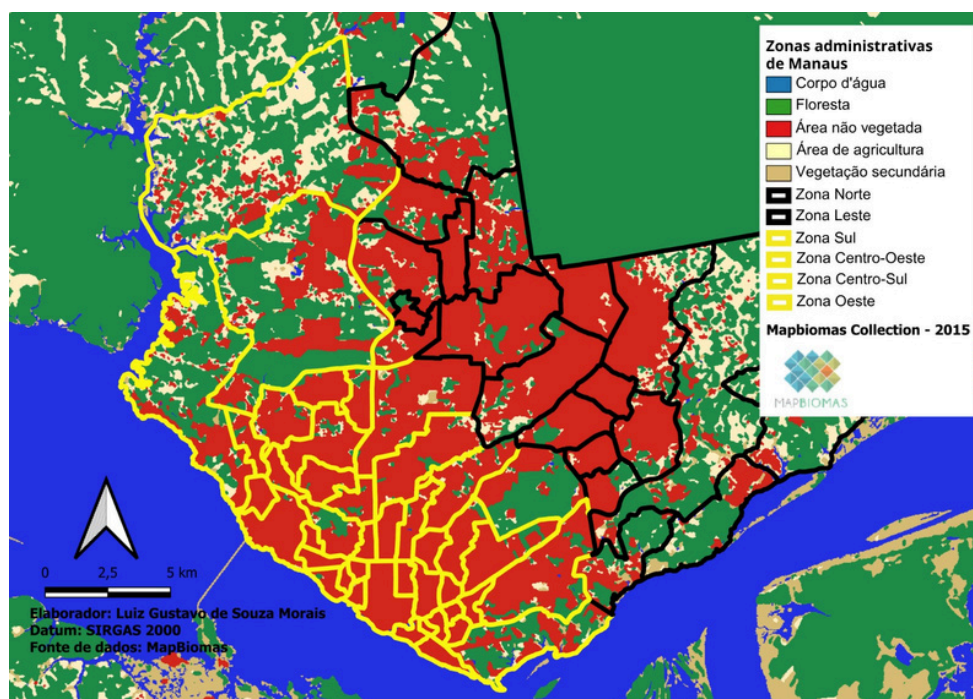 Zonas administrativas
de Manaus
Corpo d'água
Floresta
Área não vegetada
Área de agricultura
Vegetação secundária
Zona Norte
Zona Leste
Zona Sul
Zona Centro-Oeste
Zona Centro-Sul
Zona Oeste
Mapbiomas Collection - 2015
MAPBIOMAS
0 2,5 5 km
Elaborador: Luiz Gustavo de Souza Morais
Datum: SIRGAS 2000
Fonte de dados: MapBiomas